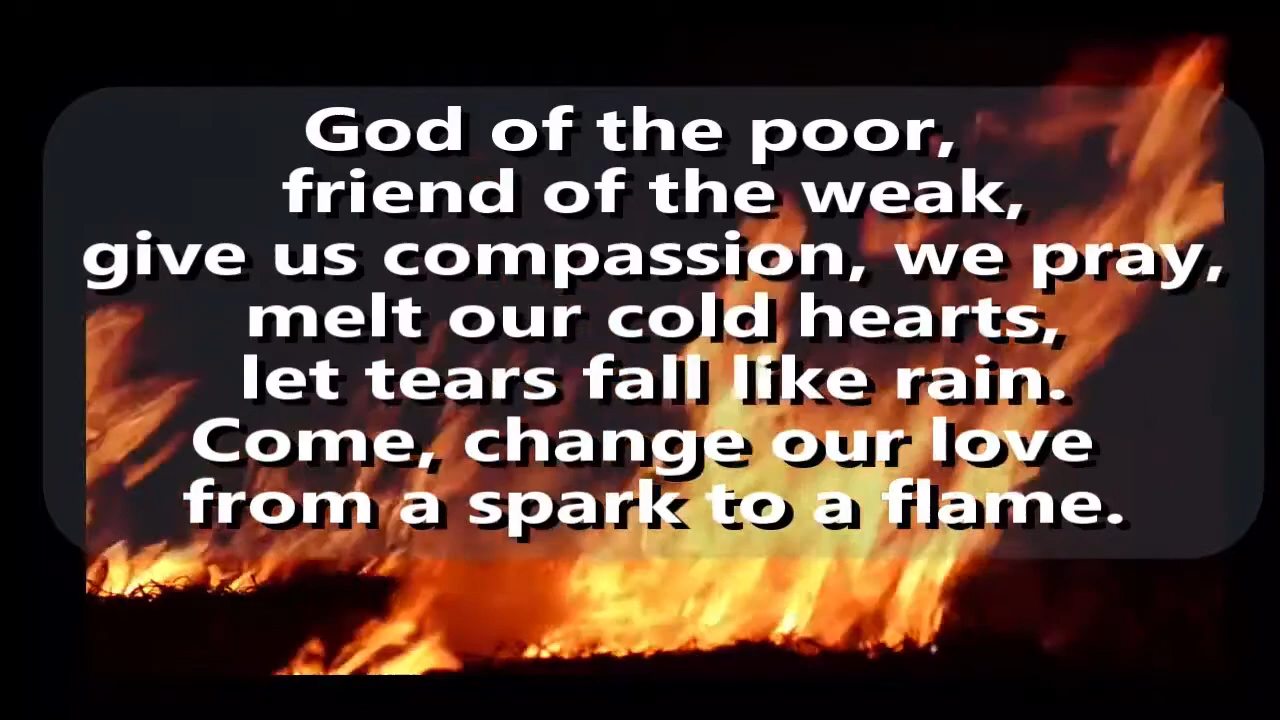 God of the poor,
friend of the weak,
give us compassion, we pray,
melt our cold hearts,
let tears fall like rain.
Come, change our love
from a spark to a flame.